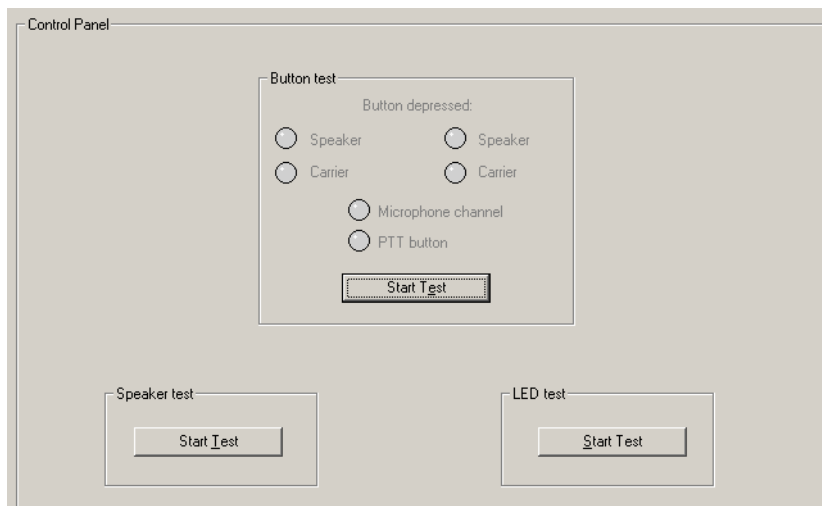 Control Panel
Button test
Button depressed:
Speaker Speaker
Carrier Carrier
Microphone channel
PTT button
Start Test
Speaker test LED test
Start Test Start Test